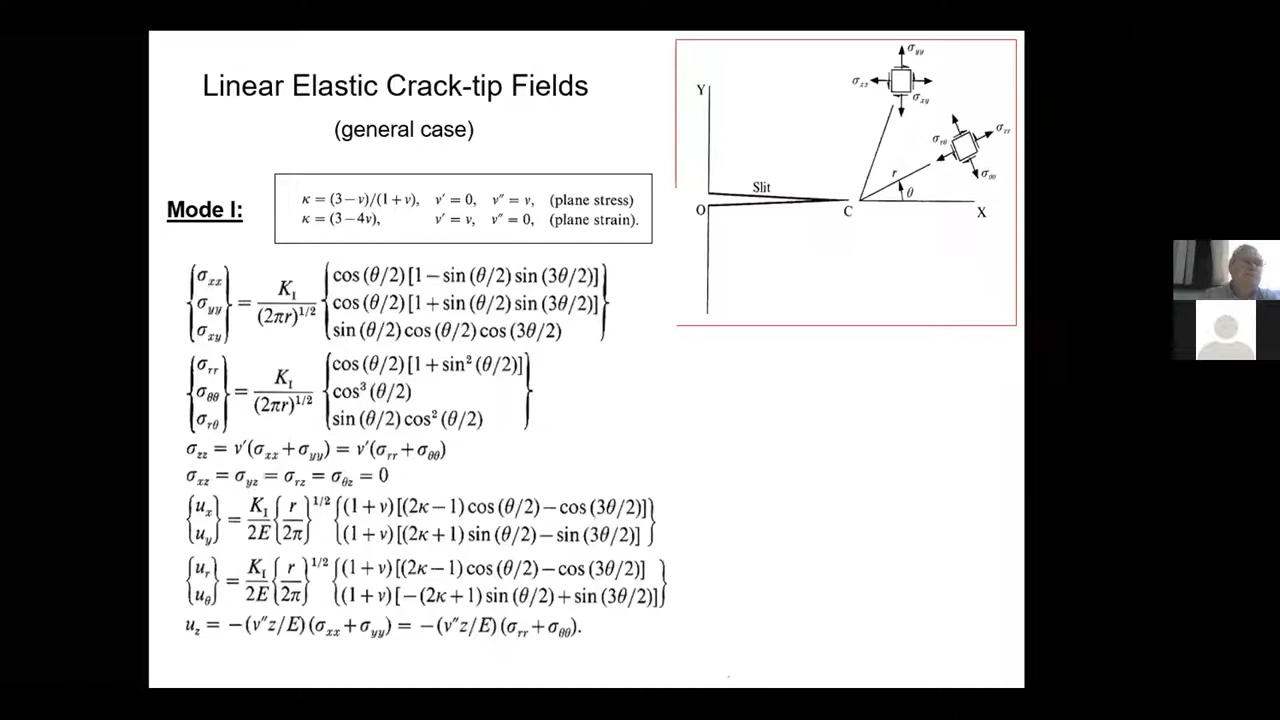 Linear Elastic Crack-tip Fields
(general case)
Mode I:
κ = (3 − ν)/(1 + ν), ν′ = 0, ν″ = ν, (plane stress)
κ = (3 − 4ν), ν′ = ν, ν″ = 0, (plane strain).
{σxx σyy σxy} = KI/(2πr)^1/2 {cos (θ/2) [1 − sin (θ/2) sin (3θ/2)]
cos (θ/2) [1 + sin (θ/2) sin (3θ/2)]
sin (θ/2) cos (θ/2) cos (3θ/2)}
{σrr σθθ σrθ} = KI/(2πr)^1/2 {cos (θ/2) [1 + sin² (θ/2)]
cos³ (θ/2)
sin (θ/2) cos² (θ/2)}
σzz = ν′(σxx + σyy) = ν′(σrr + σθθ)
σxz = σyz = σrz = σθz = 0
{ux uy} = KI/2E {r/2π}^1/2 {(1 + ν) [(2κ − 1) cos (θ/2) − cos (3θ/2)]
(1 + ν) [(2κ + 1) sin (θ/2) − sin (3θ/2)]}
{ur uθ} = KI/2E {r/2π}^1/2 {(1 + ν) [(2κ − 1) cos (θ/2) − cos (3θ/2)]
(1 + ν) [−(2κ + 1) sin (θ/2) + sin (3θ/2)]}
uz = −(ν″z/E) (σxx + σyy) = −(ν″z/E) (σrr + σθθ).
σyy
σxx
σxy
Y
σrr
σrθ
σθθ
r
θ
Slit
O
C
X